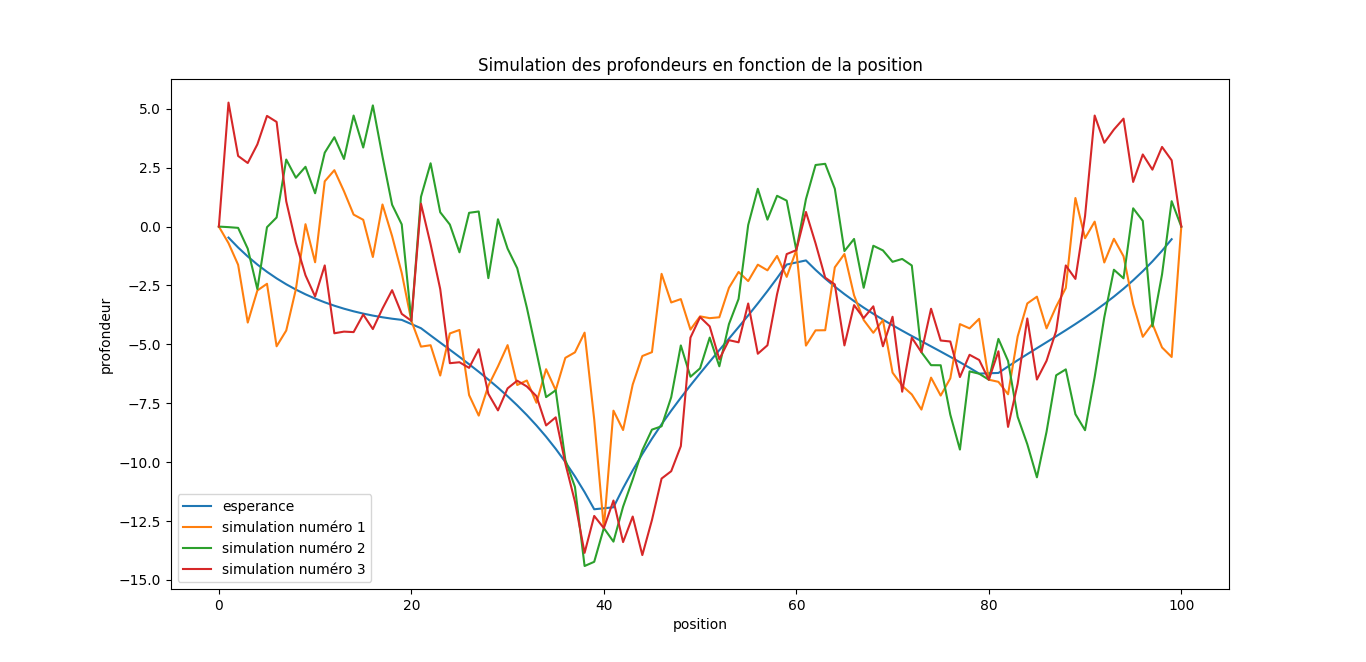 Simulation des profondeurs en fonction de la position
5.0
2.5
0.0
−2.5
−5.0
−7.5
−10.0
−12.5
−15.0
profondeur
esperance
simulation numéro 1
simulation numéro 2
simulation numéro 3
0 20 40 60 80 100
position